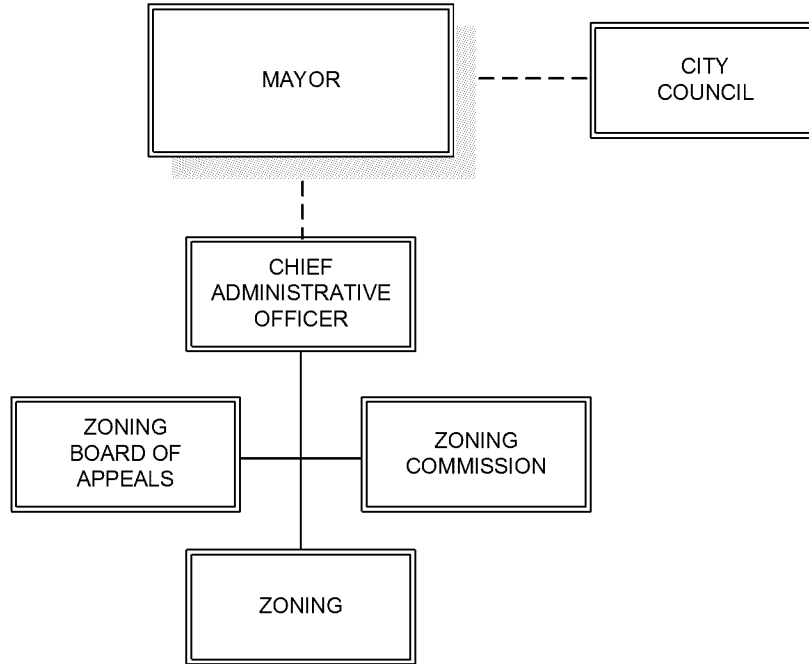 MAYOR
CITY
COUNCIL
CHIEF
ADMINISTRATIVE
OFFICER
ZONING
BOARD OF
APPEALS
ZONING
COMMISSION
ZONING